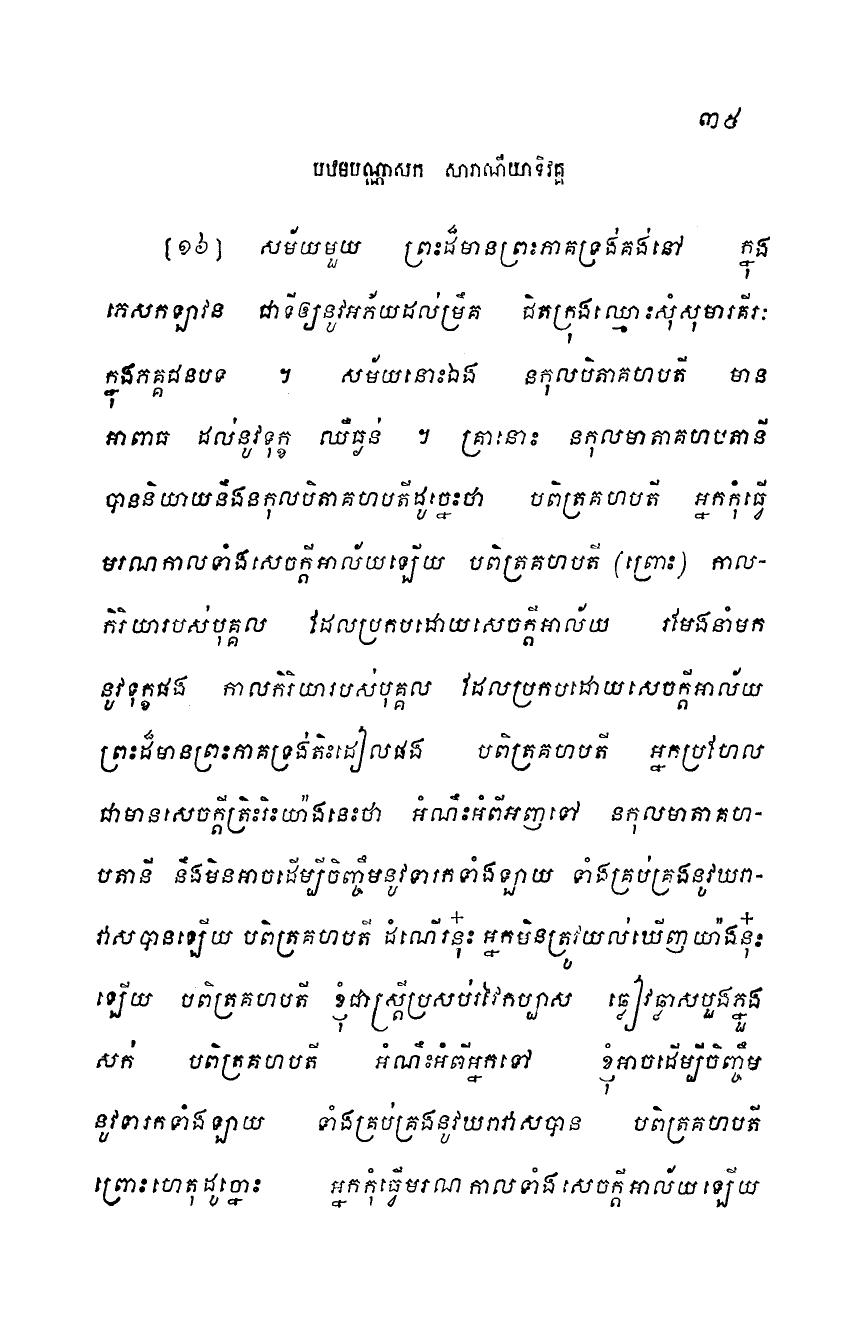 ៣៩
បឋមបណ្ណាសក សារាណីយាទិវគ្គ
[១៦] សម័យមួយ ព្រះដ៏មានព្រះភាគទ្រង់គង់នៅ ក្នុង
ភេសកឡាវន ជាទីឲ្យនូវអភ័យដល់ម្រឹគ ជិតក្រុងឈ្មោះសុំសុមារគីរៈ
ក្នុងភគ្គជនបទ ។ សម័យនោះឯង នកុលបិតាគហបតី មាន
អាពាធ ដល់នូវទុក្ខ ឈឺធ្ងន់ ។ គ្រានោះ នកុលមាតាគហបតានី
បាននិយាយនឹងនកុលបិតាគហបតីដូច្នេះថា បពិត្រគហបតី អ្នកកុំធ្វើ
មរណកាលទាំងសេចក្តីអាល័យឡើយ បពិត្រគហបតី (ព្រោះ) កាល-
កិរិយារបស់បុគ្គល ដែលប្រកបដោយសេចក្តីអាល័យ រមែងនាំមក
នូវទុក្ខផង កាលកិរិយារបស់បុគ្គល ដែលប្រកបដោយសេចក្តីអាល័យ
ព្រះដ៏មានព្រះភាគទ្រង់តិះដៀលផង បពិត្រគហបតី អ្នកប្រហែល
ជាមានសេចក្តីត្រិះរិះយ៉ាងនេះថា អំណឹះអំពីអញទៅ នកុលមាតាគហ-
បតានី នឹងមិនអាចដើម្បីចិញ្ចឹមនូវទារកទាំងឡាយ ទាំងគ្រប់គ្រងនូវឃរា-
វាសបានឡើយ បពិត្រគហបតី ដំណើរន៎ុះ អ្នកមិនត្រូវយល់ឃើញយ៉ាងន៎ុះ
ឡើយ បពិត្រគហបតី ខ្ញុំជាស្ត្រីប្រសប់រវៃកប្បាស ធ្វៀវធ្លាសបួងក្នួង
សក់ បពិត្រគហបតី អំណឹះអំពីអ្នកទៅ ខ្ញុំអាចដើម្បីចិញ្ចឹម
នូវទារកទាំងឡាយ ទាំងគ្រប់គ្រងនូវឃរាវាសបាន បពិត្រគហបតី
ព្រោះហេតុដូច្នោះ អ្នកកុំធ្វើមរណកាលទាំងសេចក្តីអាល័យឡើយ